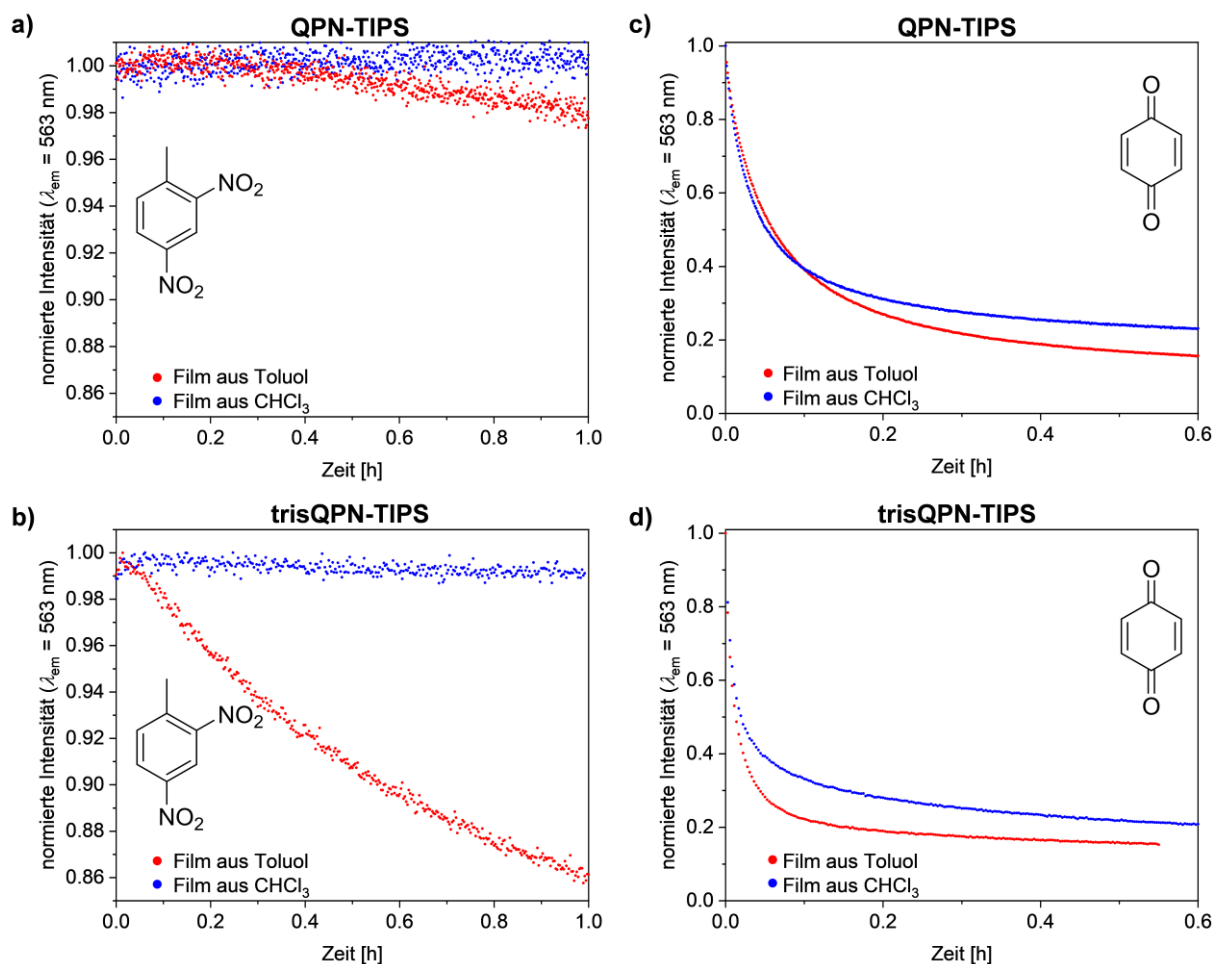 a)
QPN-TIPS
normierte Intensität (λem = 563 nm)
1.00
0.98
0.96
0.94
0.92
0.90
0.88
0.86
NO2
NO2
Film aus Toluol
Film aus CHCl3
0.0 0.2 0.4 0.6 0.8 1.0
Zeit [h]
c)
QPN-TIPS
normierte Intensität (λem = 563 nm)
1.0
0.8
0.6
0.4
0.2
0.0
O
O
Film aus Toluol
Film aus CHCl3
0.0 0.2 0.4 0.6
Zeit [h]
b)
trisQPN-TIPS
normierte Intensität (λem = 563 nm)
1.00
0.98
0.96
0.94
0.92
0.90
0.88
0.86
NO2
NO2
Film aus Toluol
Film aus CHCl3
0.0 0.2 0.4 0.6 0.8 1.0
Zeit [h]
d)
trisQPN-TIPS
normierte Intensität (λem = 563 nm)
1.0
0.8
0.6
0.4
0.2
0.0
O
O
Film aus Toluol
Film aus CHCl3
0.0 0.2 0.4 0.6
Zeit [h]